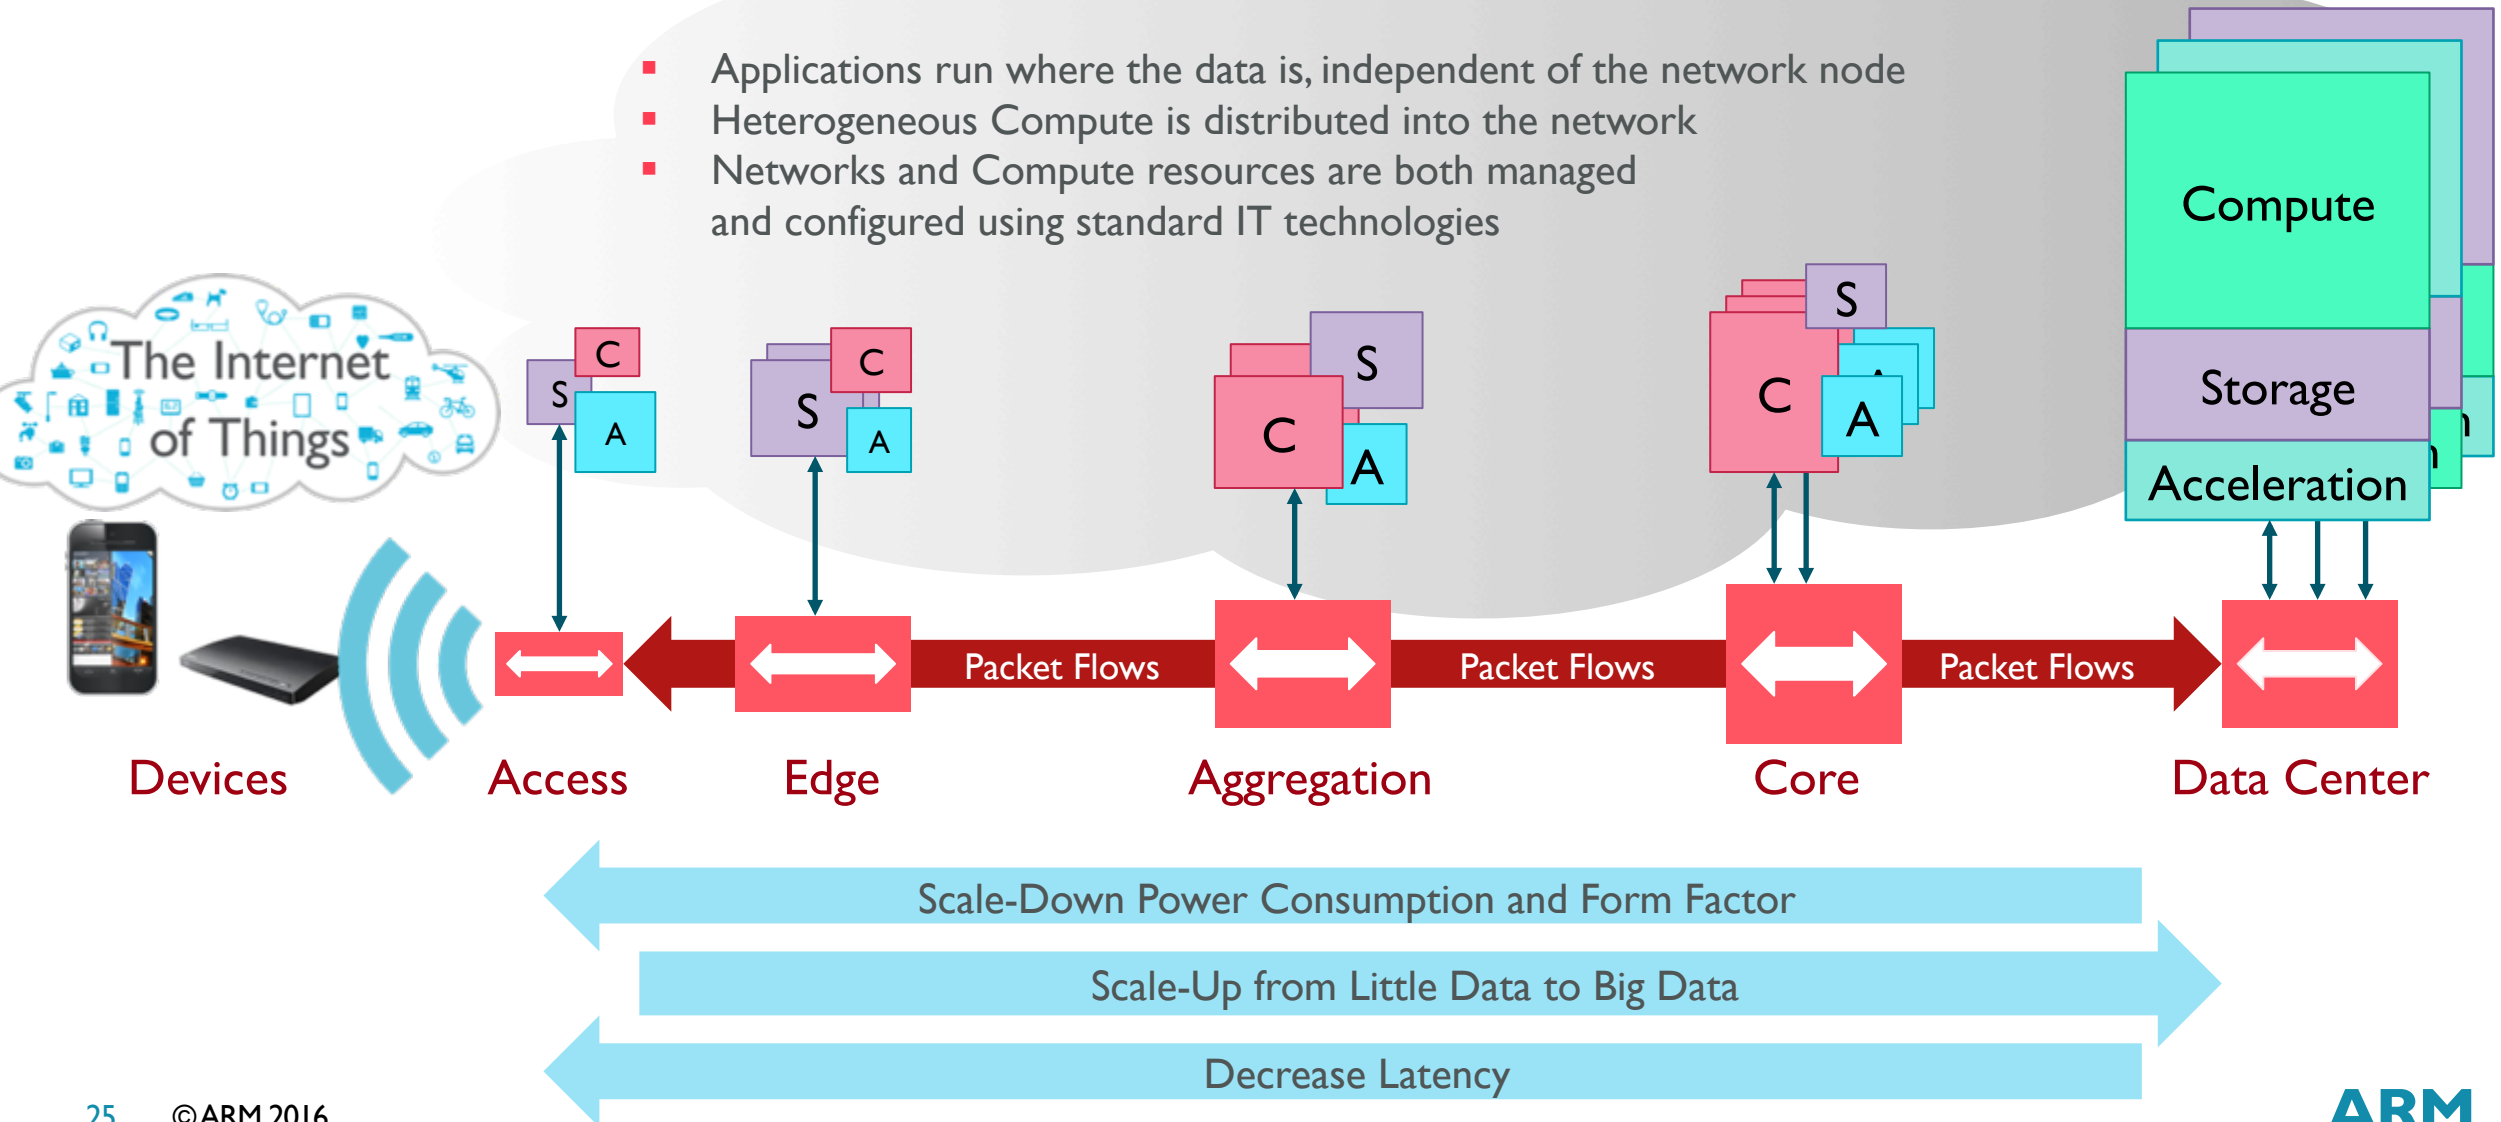 Applications run where the data is, independent of the network node
Heterogeneous Compute is distributed into the network
Networks and Compute resources are both managed
and configured using standard IT technologies
The Internet
of Things
S
C
A
S
C
A
C
S
A
C
S
A
A
Compute
Storage
Acceleration
n
n
Packet Flows
Packet Flows
Packet Flows
Devices
Access
Edge
Aggregation
Core
Data Center
Scale-Down Power Consumption and Form Factor
Scale-Up from Little Data to Big Data
Decrease Latency
25
©ARM 2016
ARM